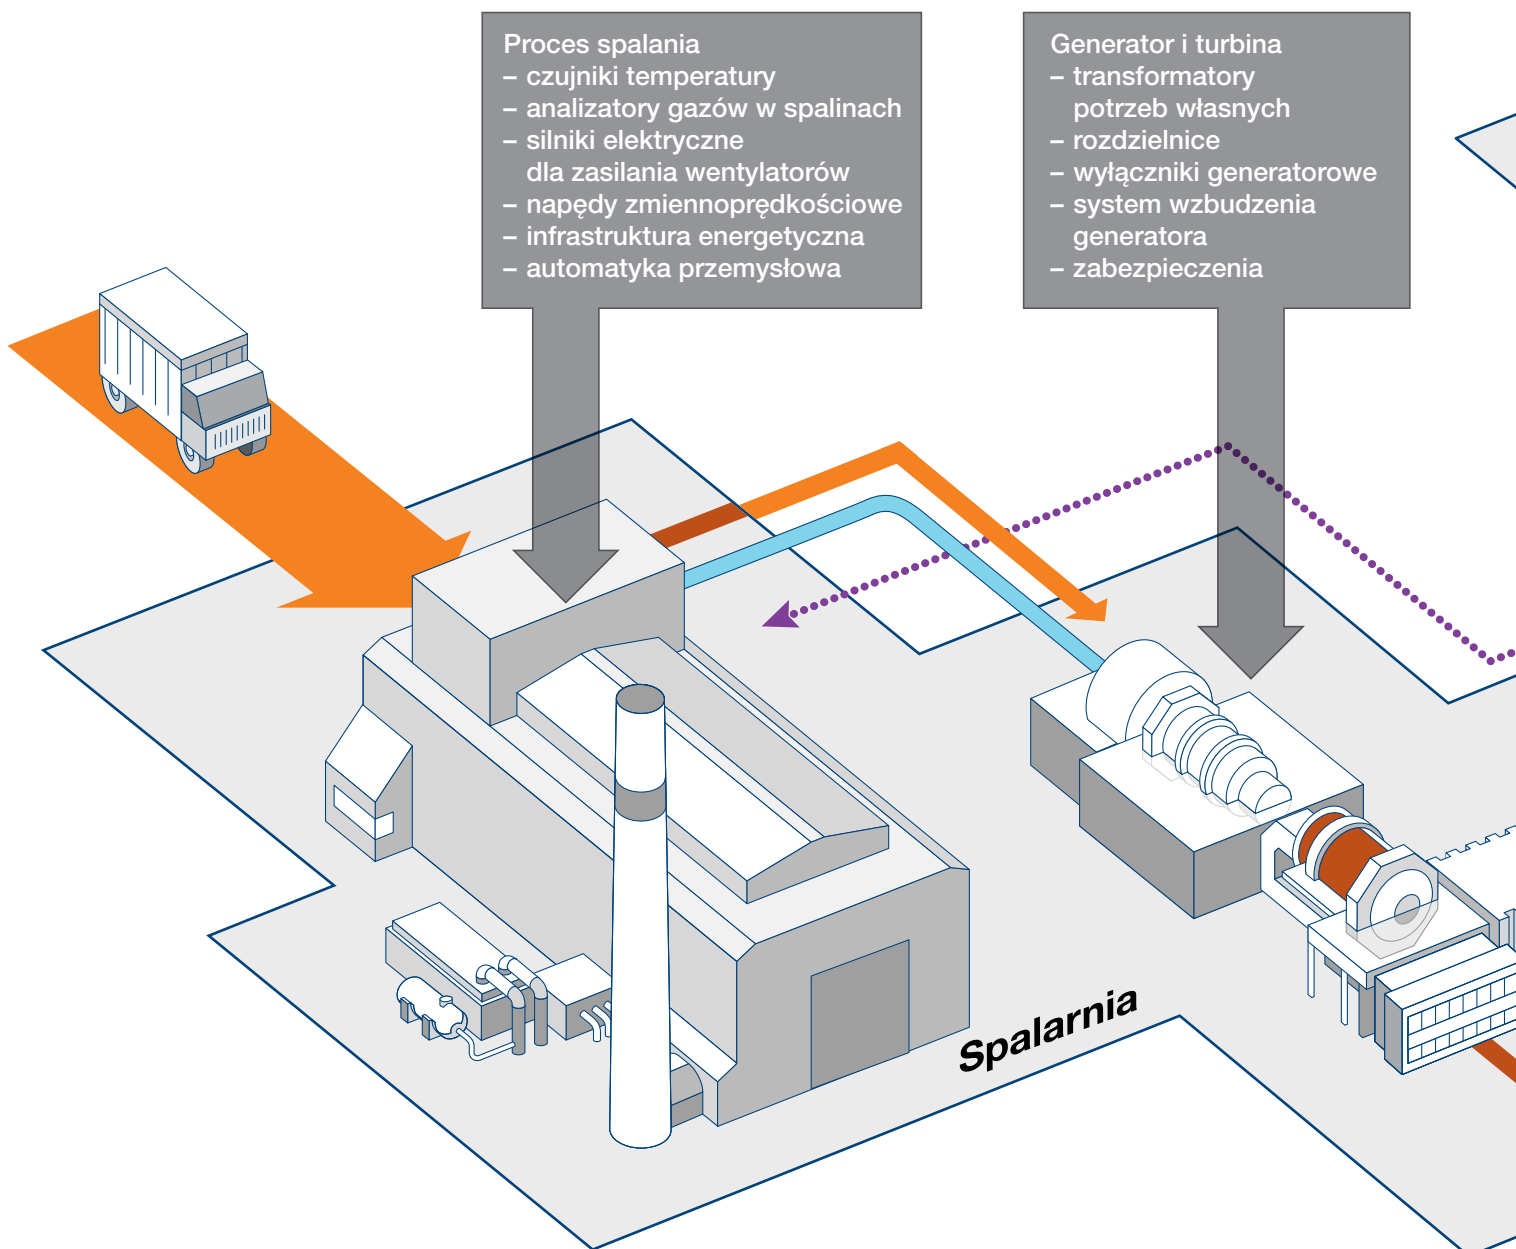 Proces spalania
– czujniki temperatury
– analizatory gazów w spalinach
– silniki elektryczne
dla zasilania wentylatorów
– napędy zmiennoprędkościowe
– infrastruktura energetyczna
– automatyka przemysłowa
Generator i turbina
– transformatory
potrzeb własnych
– rozdzielnice
– wyłączniki generatorowe
– system wzbudzenia
generatora
– zabezpieczenia
Spalarnia